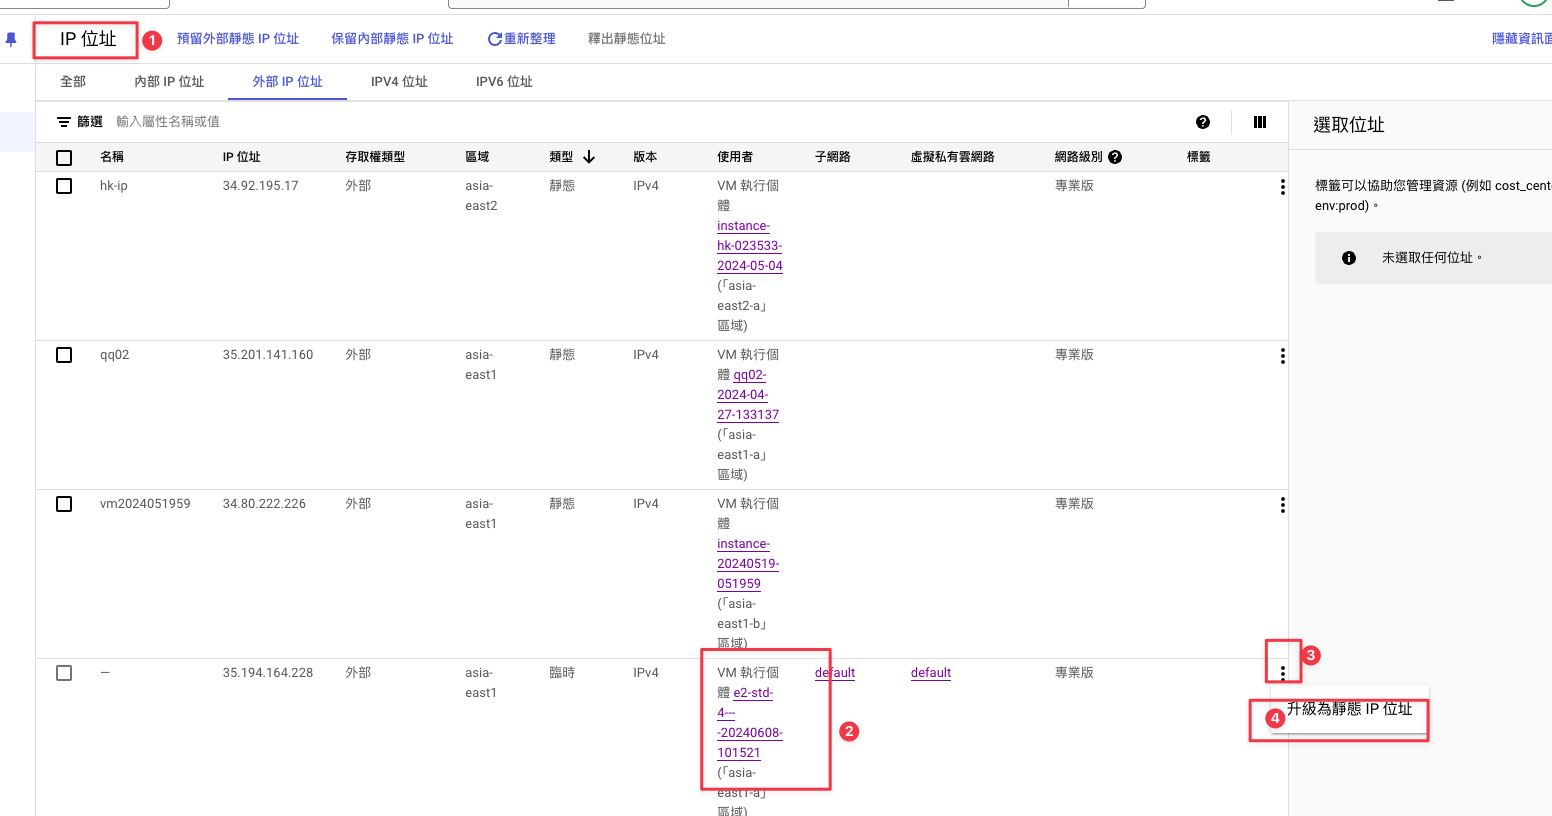 IP 位址
1
預留外部靜態 IP 位址
保留內部靜態 IP 位址
重新整理
釋出靜態位址
隱藏資訊
全部
內部 IP 位址
外部 IP 位址
IPV4 位址
IPV6 位址
篩選
輸入屬性名稱或值
選取位址
名稱
IP 位址
存取權類型
區域
類型
版本
使用者
子網路
虛擬私有雲網路
網路級別
標籤
標籤可以協助您管理資源 (例如 cost_cent
env:prod)。
未選取任何位址。
hk-ip
34.92.195.17
外部
asia-
east2
靜態
IPv4
VM 執行個
體
instance-
hk-023533-
2024-05-04
(「asia-
east2-a」
區域)
專業版
qq02
35.201.141.160
外部
asia-
east1
靜態
IPv4
VM 執行個
體 qq02-
2024-04-
27-133137
(「asia-
east1-a」
區域)
專業版
vm2024051959
34.80.222.226
外部
asia-
east1
靜態
IPv4
VM 執行個
體
instance-
20240519-
051959
(「asia-
east1-b」
區域)
專業版
—
35.194.164.228
外部
asia-
east1
臨時
IPv4
VM 執行個
體 e2-std-
4---
-20240608-
101521
(「asia-
east1-a」
區域)
2
default
default
專業版
3
4
升級為靜態 IP 位址